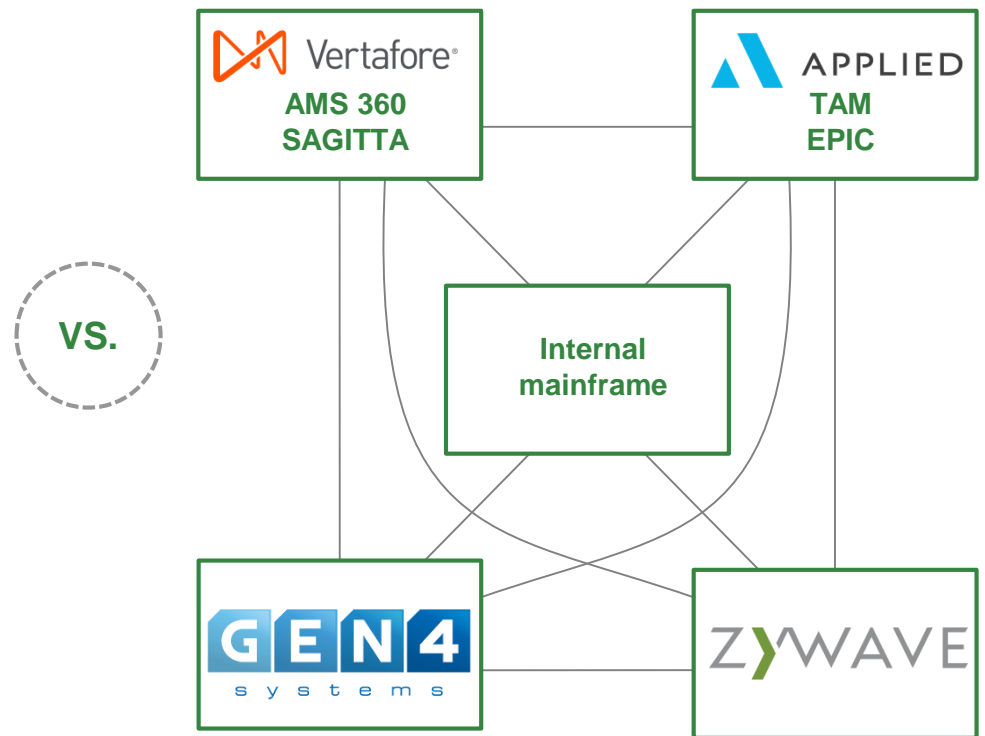 Vertafore®
AMS 360
SAGITTA
APPLIED
TAM
EPIC
VS.
Internal
mainframe
GEN4
systems
ZYWAVE